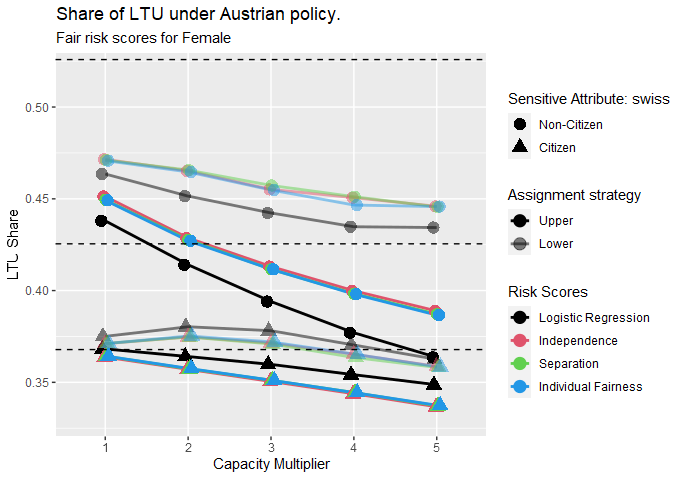 Share of LTU under Austrian policy.
Fair risk scores for Female
0.50
0.45
0.40
0.35
LTU Share
1 2 3 4 5
Capacity Multiplier
Sensitive Attribute: swiss
Non-Citizen
Citizen
Assignment strategy
Upper
Lower
Risk Scores
Logistic Regression
Independence
Separation
Individual Fairness